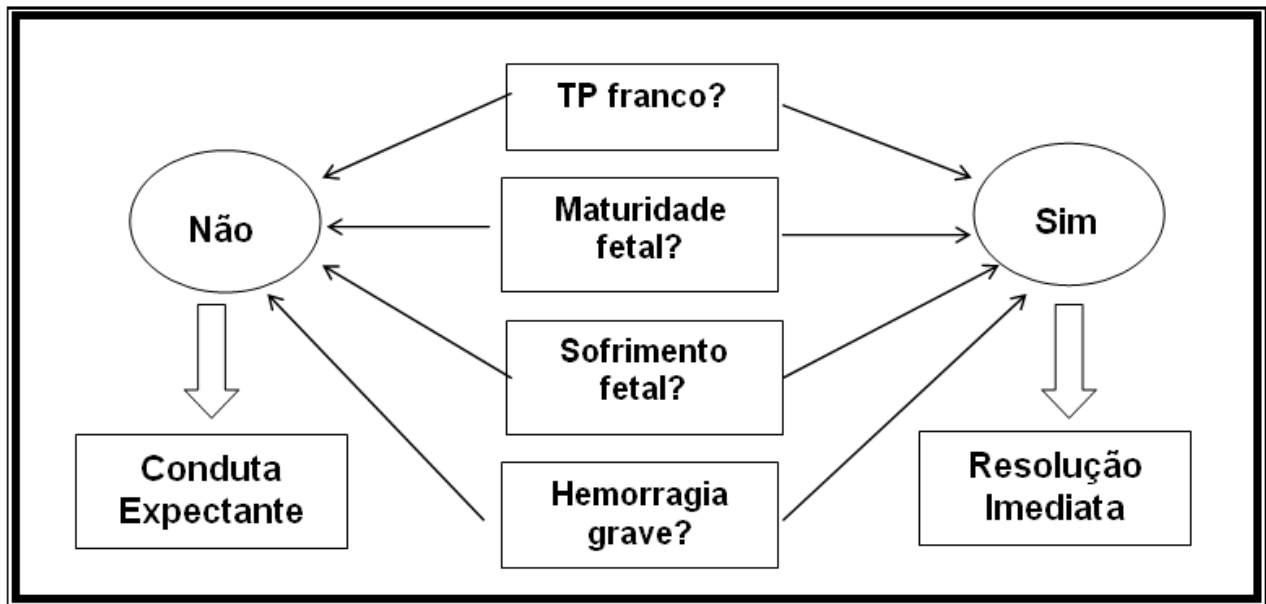 TP franco?
Maturidade
fetal?
Não
Sim
Sofrimento
fetal?
Conduta
Expectante
Hemorragia
grave?
Resolução
Imediata